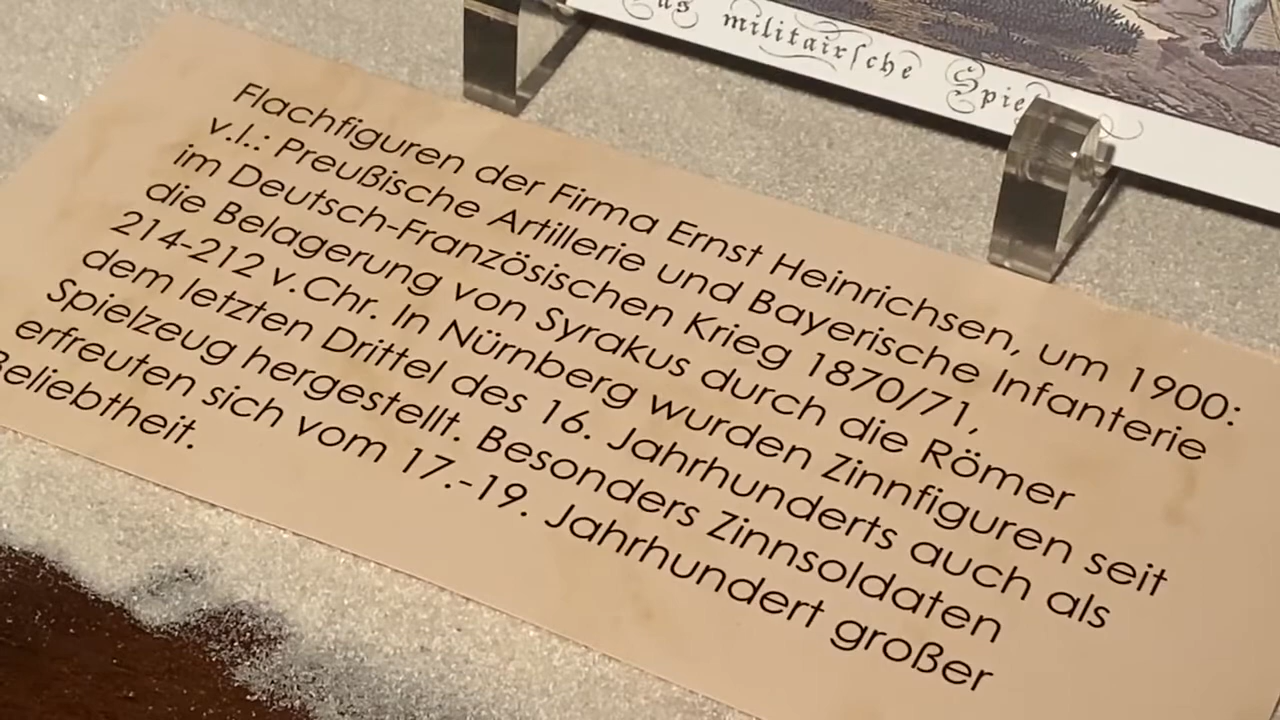 us militairſche Spie
Flachfiguren der Firma Ernst Heinrichsen, um 1900:
v.l.: Preußische Artillerie und Bayerische Infanterie
im Deutsch-Französischen Krieg 1870/71,
die Belagerung von Syrakus durch die Römer
214-212 v.Chr. In Nürnberg wurden Zinnfiguren seit
dem letzten Drittel des 16. Jahrhunderts auch als
Spielzeug hergestellt. Besonders Zinnsoldaten
erfreuten sich vom 17.-19. Jahrhundert großer
Beliebtheit.